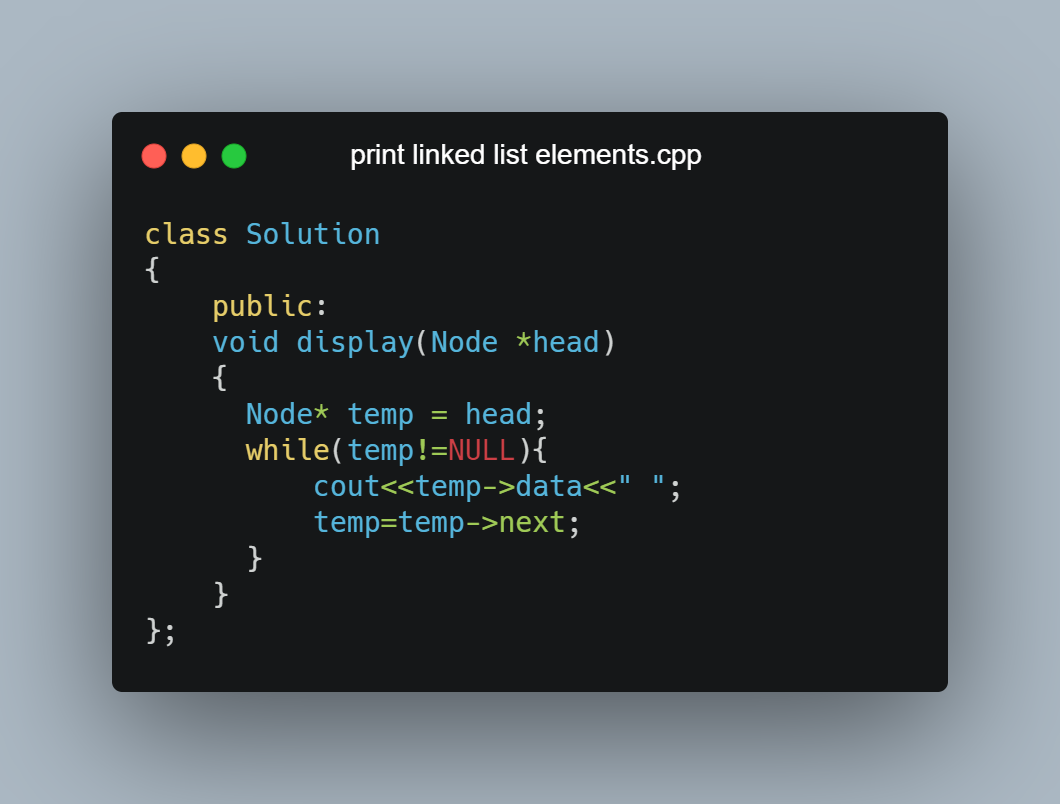 print linked list elements.cpp
class Solution
{
    public:
    void display(Node *head)
    {
      Node* temp = head;
      while(temp!=NULL){
          cout<<temp->data<<" ";
          temp=temp->next;
      }
    }
};